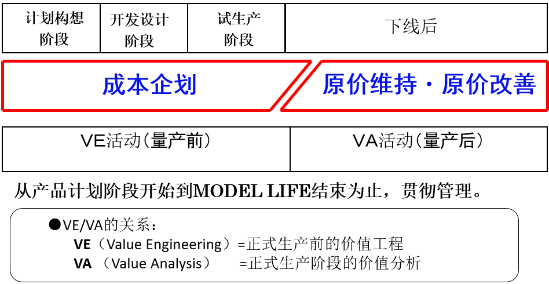 计划构想
阶段
开发设计
阶段
试生产
阶段
下线后
成本企划
原价维持·原价改善
VE活动(量产前)
VA活动(量产后)
从产品计划阶段开始到MODEL LIFE结束为止，贯彻管理。
●VE/VA的关系：
VE（Value Engineering）=正式生产前的价值工程
VA （Value Analysis） =正式生产阶段的价值分析